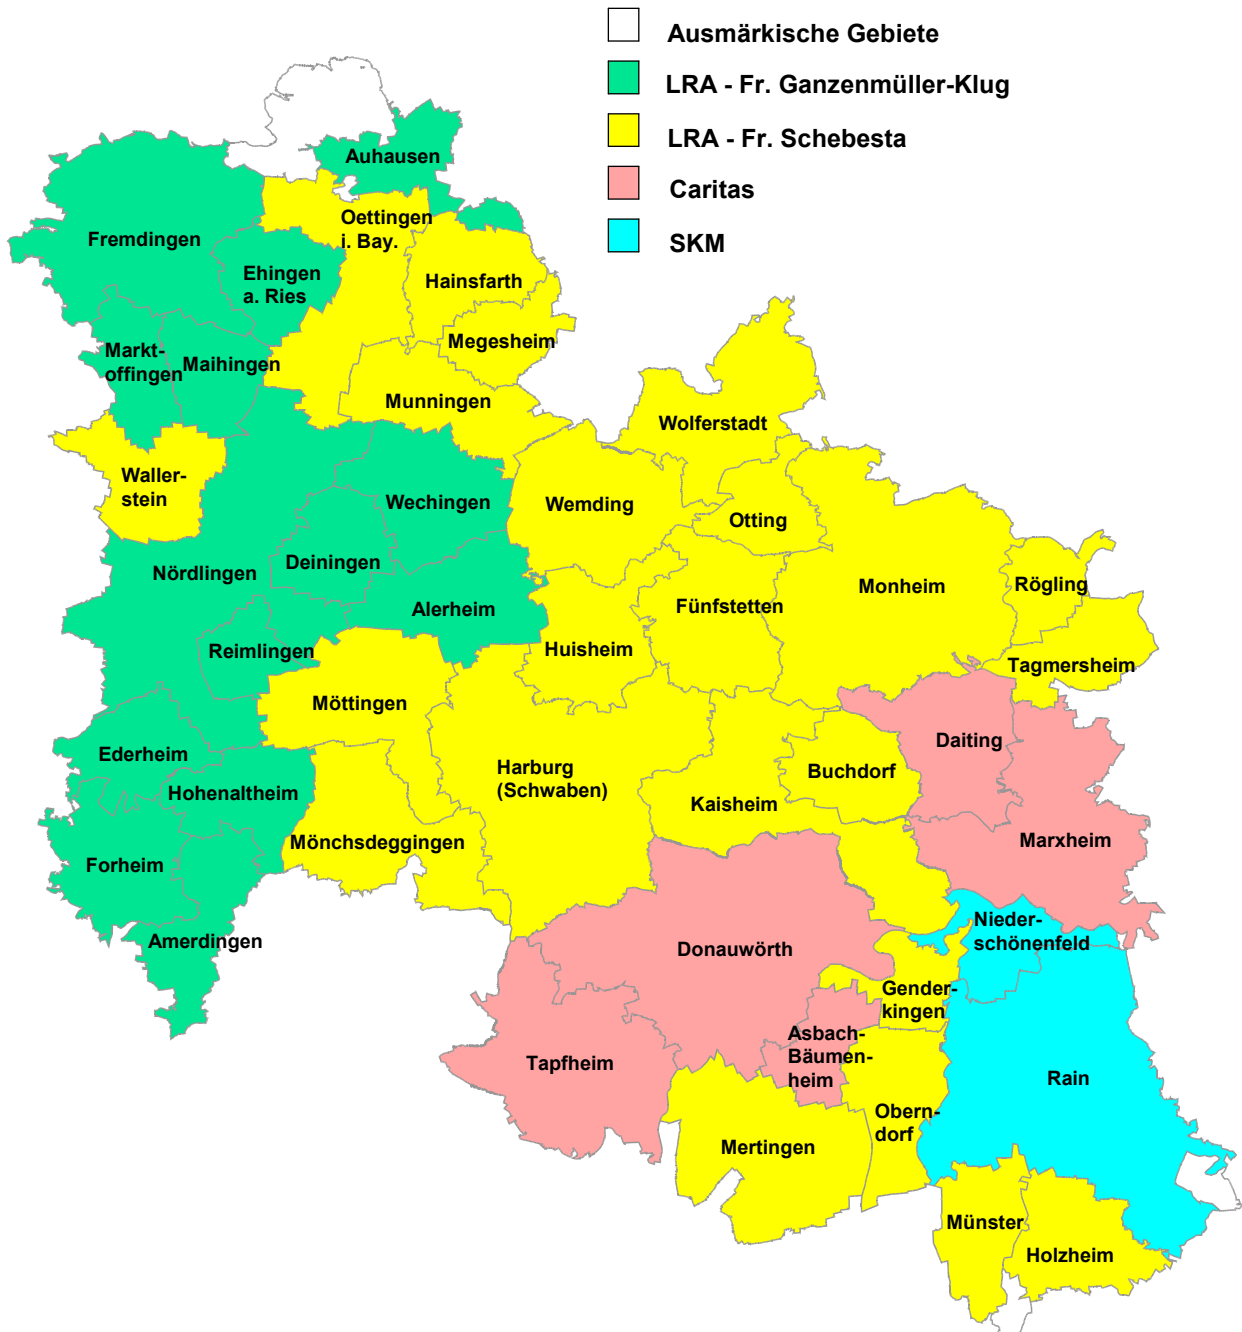 Ausmärkische Gebiete
LRA - Fr. Ganzenmüller-Klug
LRA - Fr. Schebesta
Caritas
SKM
Auhausen
Oettingen
i. Bay.
Fremdingen
Ehingen
a. Ries
Hainsfarth
Megesheim
Markt-
offingen
Maihingen
Munningen
Wolferstadt
Waller-
stein
Wechingen
Wemding
Otting
Deiningen
Nördlingen
Monheim
Rögling
Alerheim
Fünfstetten
Reimlingen
Huisheim
Tagmersheim
Möttingen
Daiting
Ederheim
Harburg
(Schwaben)
Buchdorf
Hohenaltheim
Kaisheim
Mönchsdeggingen
Marxheim
Forheim
Amerdingen
Nieder-
schönenfeld
Donauwörth
Gender-
kingen
Asbach-
Bäumen-
heim
Tapfheim
Rain
Obern-
dorf
Mertingen
Münster
Holzheim